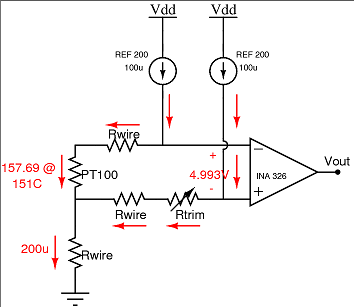 Vdd
Vdd
REF 200
100u
REF 200
100u
Rwire
157.69 @
151C
PT100
+
4.993V
-
−
INA 326
+
Vout
Rwire
Rtrim
200u
Rwire